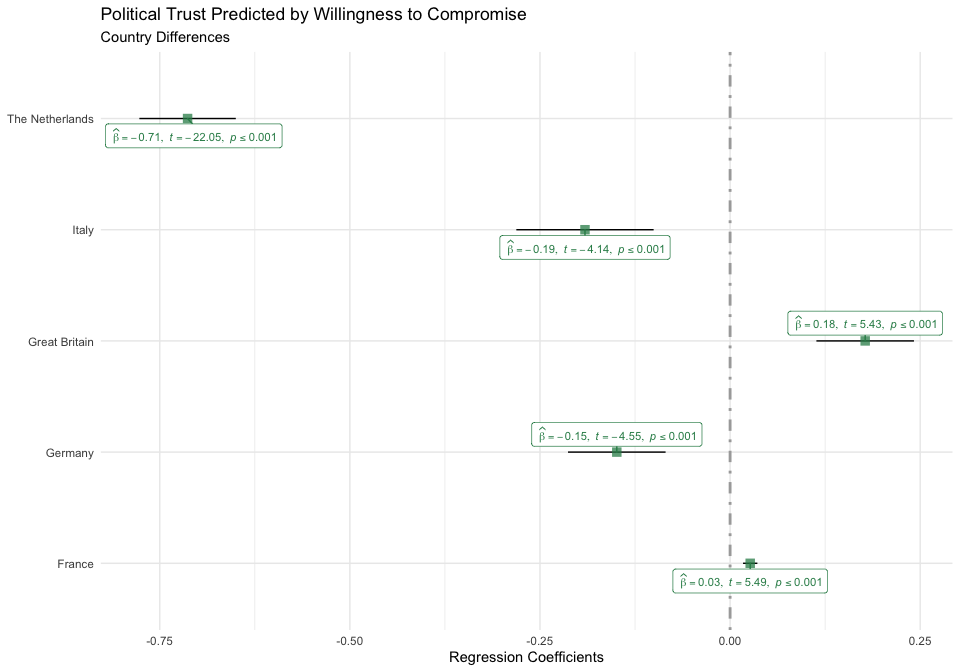 Political Trust Predicted by Willingness to Compromise
Country Differences
The Netherlands
β̂ = −0.71, t = −22.05, p ≤ 0.001
Italy
β̂ = −0.19, t = −4.14, p ≤ 0.001
β̂ = 0.18, t = 5.43, p ≤ 0.001
Great Britain
β̂ = −0.15, t = −4.55, p ≤ 0.001
Germany
France
β̂ = 0.03, t = 5.49, p ≤ 0.001
-0.75 -0.50 -0.25 0.00 0.25
Regression Coefficients